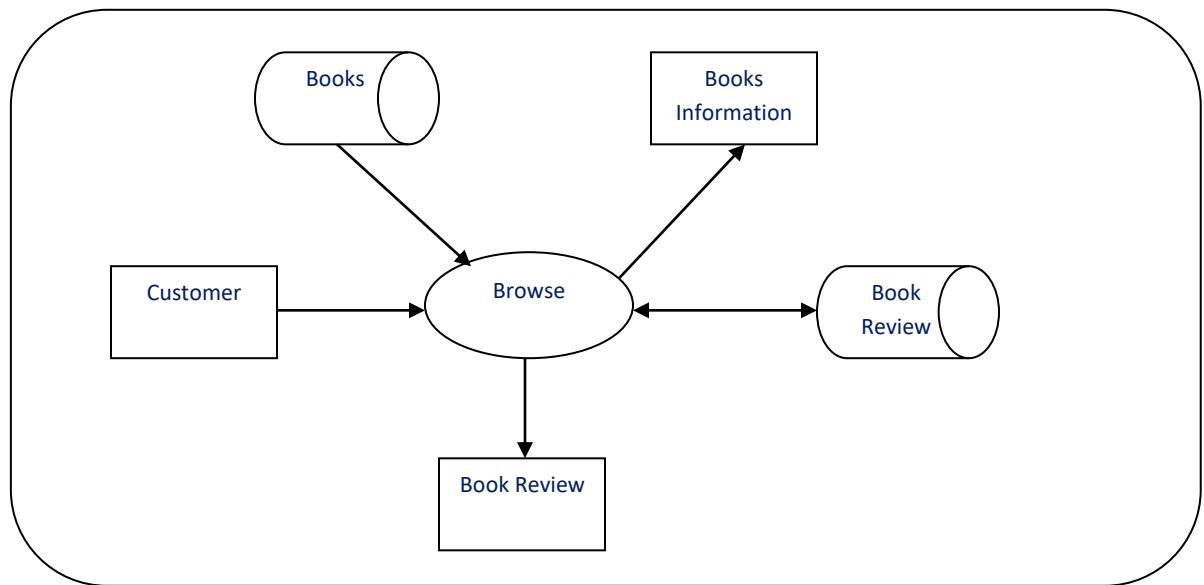 Books
Books
Information
Customer
Browse
Book
Review
Book Review